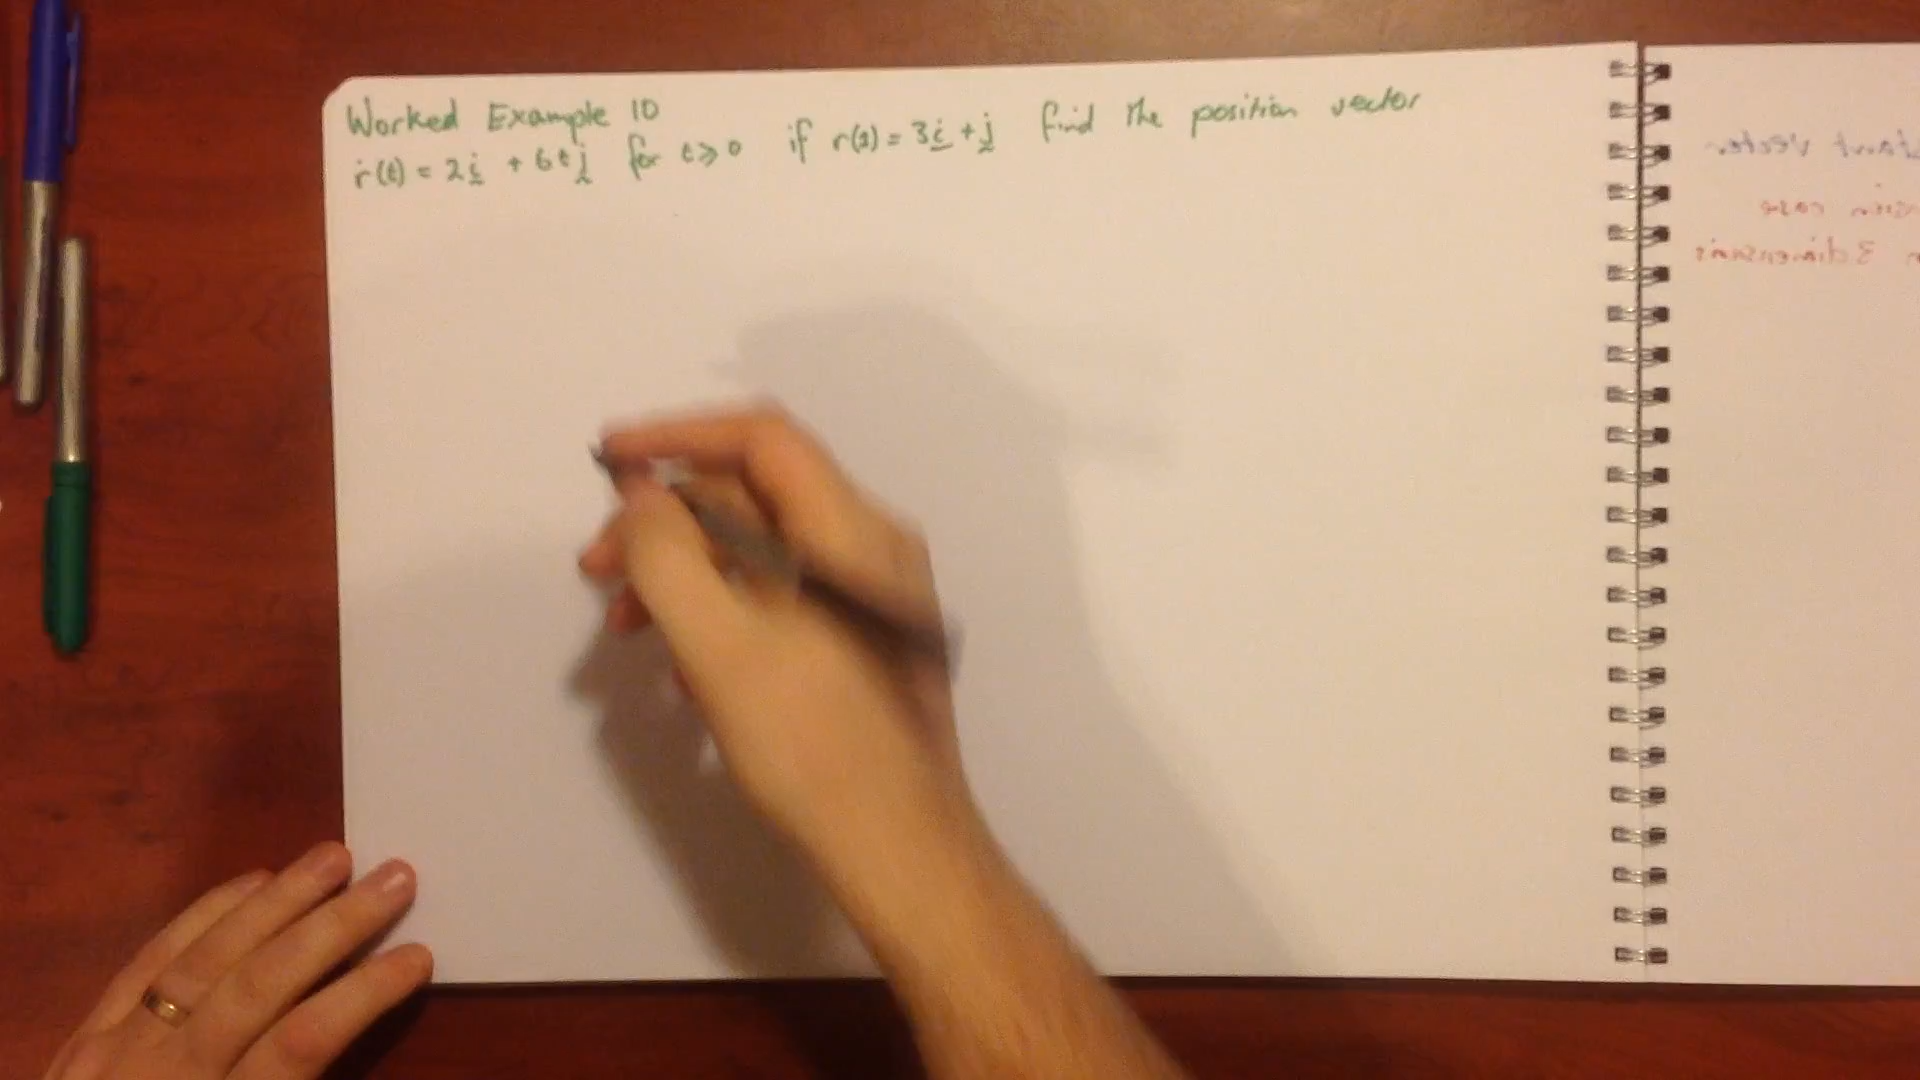 Worked Example 10
ṙ(t) = 2i + 6tj for t ⩾ 0 if r(1) = 3i + j find the position vector